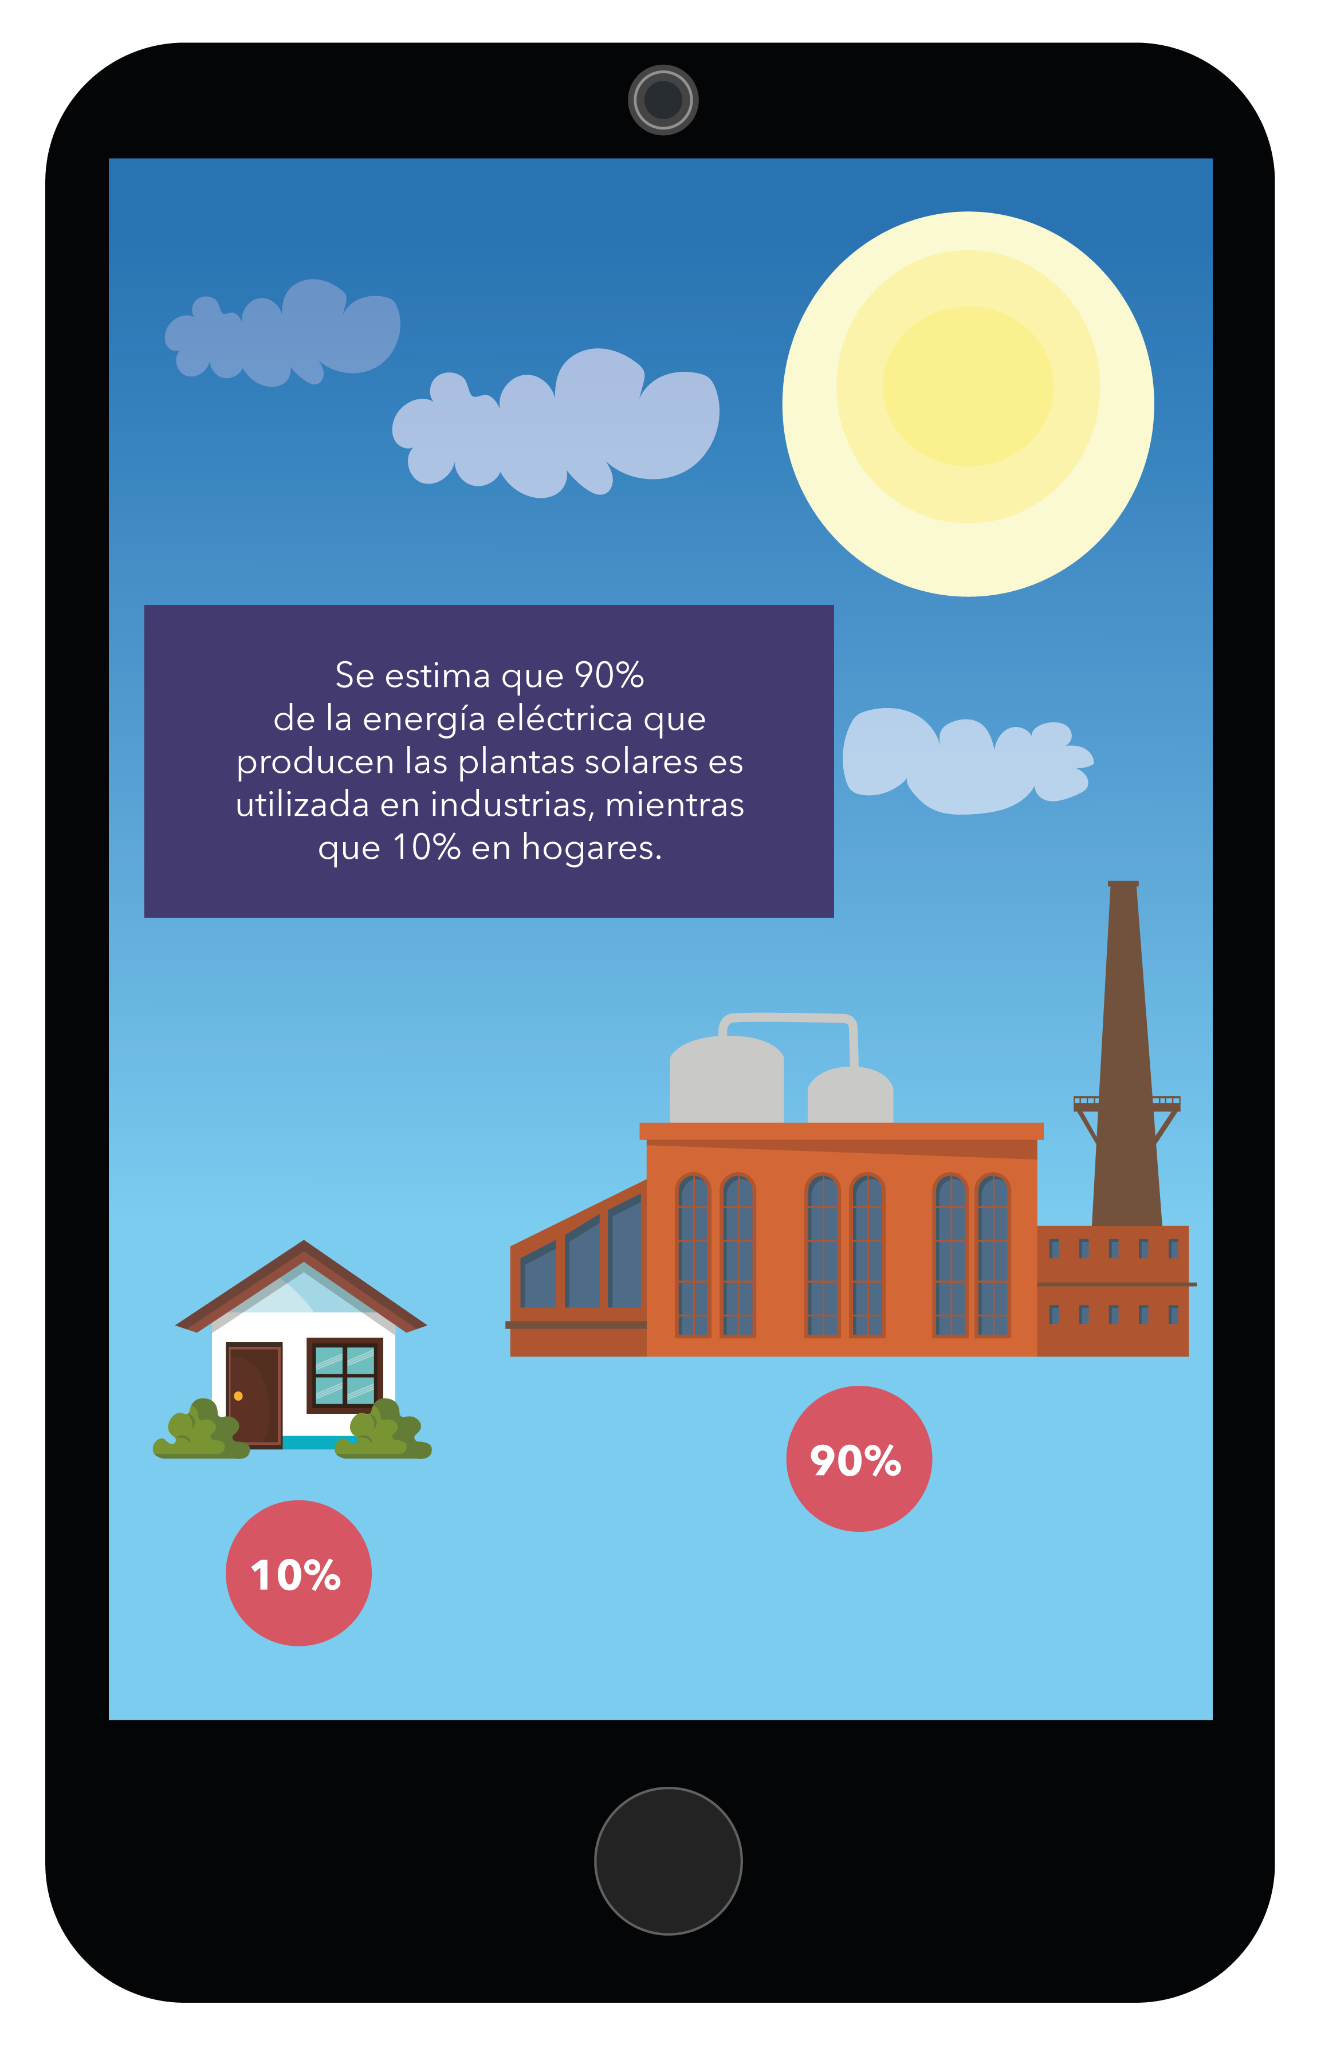 Se estima que 90%
de la energía eléctrica que
producen las plantas solares es
utilizada en industrias, mientras
que 10% en hogares.
90%
10%